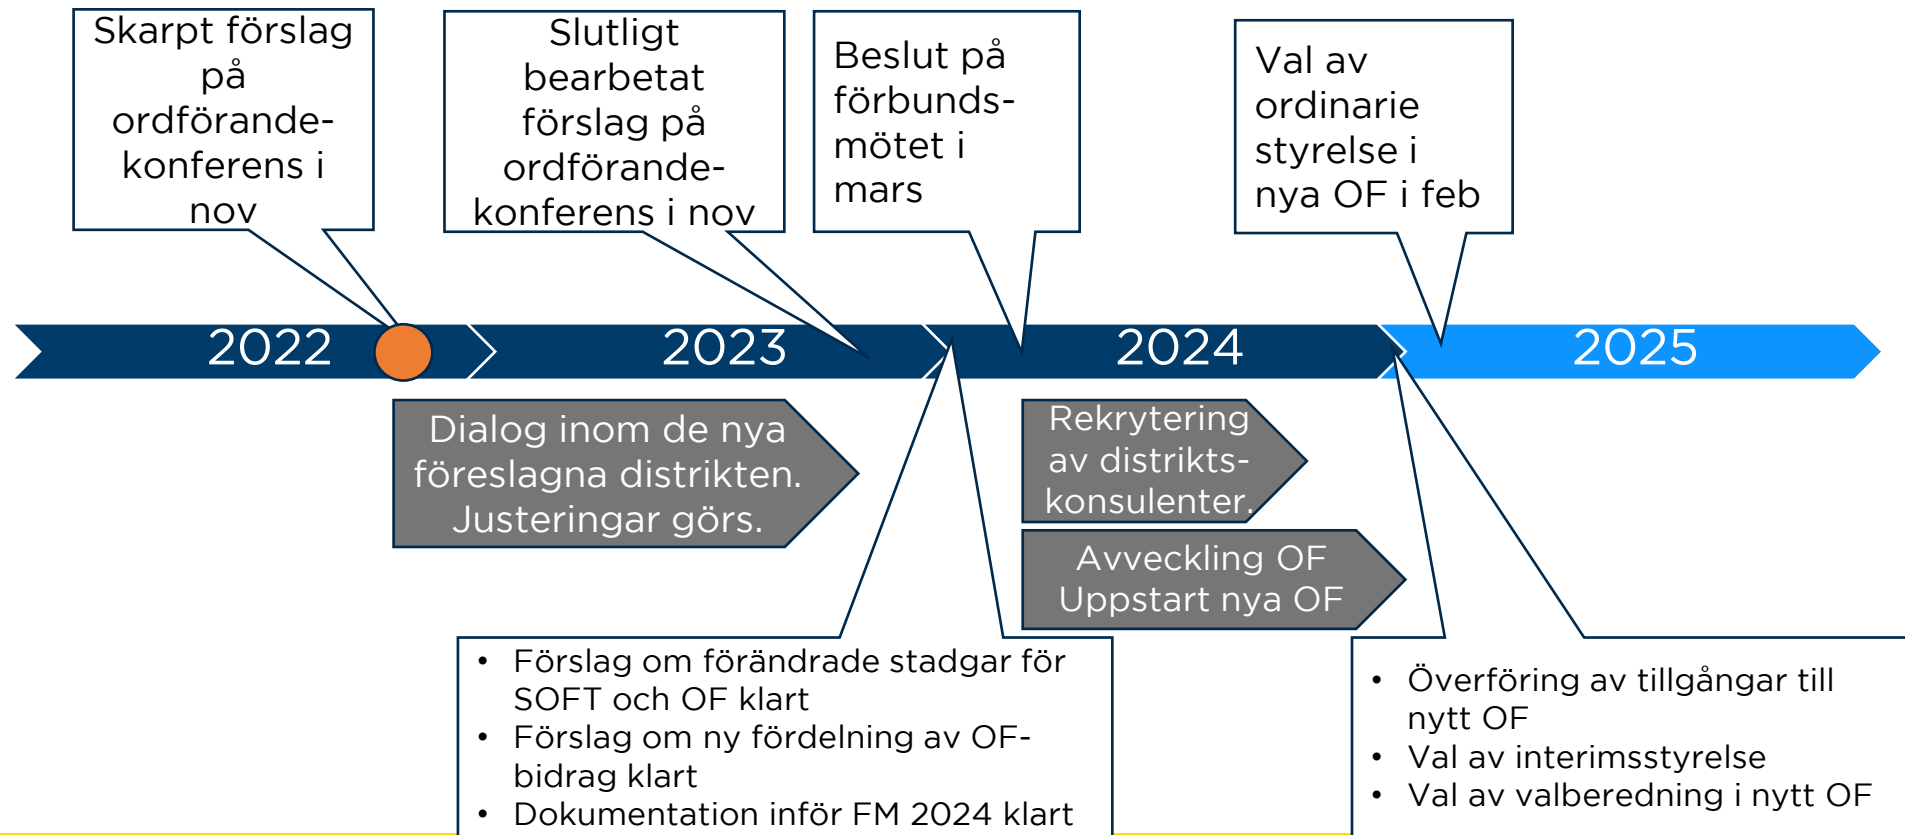 Skarpt förslag
på
ordförande-
konferens i
nov
Slutligt
bearbetat
förslag på
ordförande-
konferens i nov
Beslut på
förbunds-
mötet i
mars
Val av
ordinarie
styrelse i
nya OF i feb
2022
2023
2024
2025
Dialog inom de nya
föreslagna distrikten.
Justeringar görs.
Rekrytering
av distrikts-
konsulenter.
Avveckling OF
Uppstart nya OF
• Förslag om förändrade stadgar för
SOFT och OF klart
• Förslag om ny fördelning av OF-
bidrag klart
• Dokumentation inför FM 2024 klart
• Överföring av tillgångar till
nytt OF
• Val av interimsstyrelse
• Val av valberedning i nytt OF